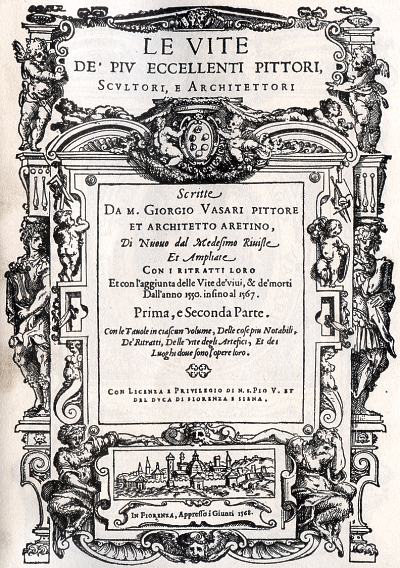 LE VITE
DE' PIV ECCELLENTI PITTORI,
SCVLTORI, E ARCHITETTORI
Scritte
DA M. GIORGIO VASARI PITTORE
ET ARCHITETTO ARETINO,
Di Nuouo dal Medesimo Riuiste
Et Ampliate
CON I RITRATTI LORO
Et con l'aggiunta delle Vite de' viui, & de' morti
Dall'anno 1550. insino al 1567.
Prima, e Seconda Parte.
Con le Tauole in ciascun Volume, Delle cose piu Notabili,
De' Ritratti, Delle vite degli Artefici, Et dei
Luoghi doue sono l'opere loro.
CON LICENZA E PRIVILEGIO DI N. S. PIO V. ET
DEL DVCA DI FIORENZA E SIENA.
IN FIORENZA, Appresso i Giunti 1568.